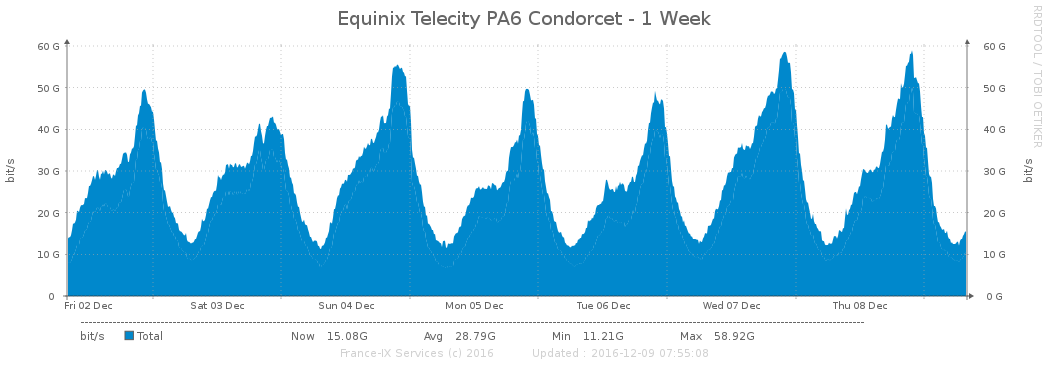 Equinix Telecity PA6 Condorcet - 1 Week
RRDTOOL / TOBI OETIKER
bit/s
60 G
50 G
40 G
30 G
20 G
10 G
0
60 G
50 G
40 G
30 G
20 G
10 G
0 G
bit/s
Fri 02 Dec Sat 03 Dec Sun 04 Dec Mon 05 Dec Tue 06 Dec Wed 07 Dec Thu 08 Dec
bit/s Total Now 15.08G Avg 28.79G Min 11.21G Max 58.92G
France-IX Services (c) 2016 Updated : 2016-12-09 07:55:08